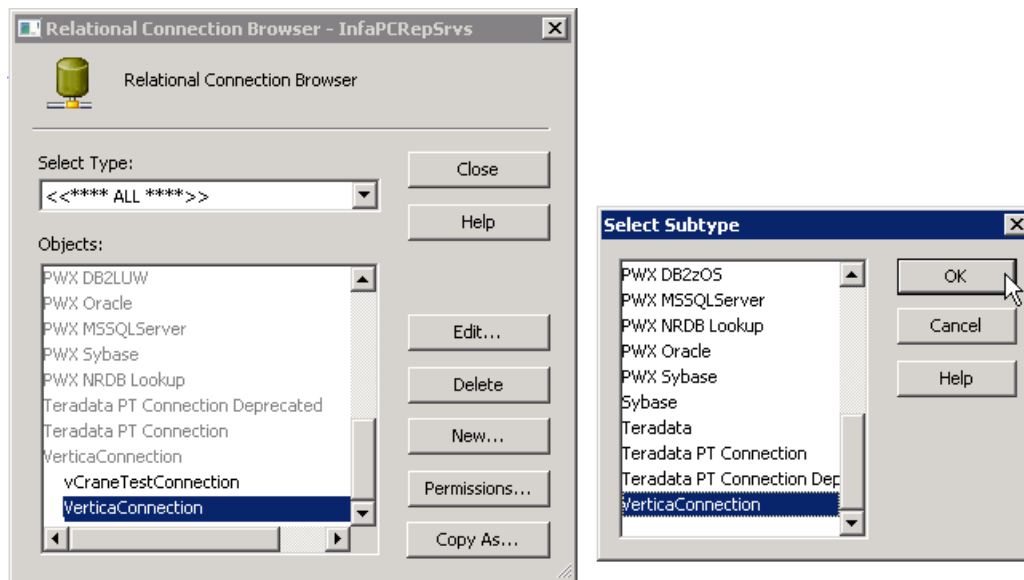 Relational Connection Browser - InfaPCRepSrvs
Relational Connection Browser
Select Type:
<<**** ALL ****>>
Close
Help
Objects:
PWX DB2LUW
PWX Oracle
PWX MSSQLServer
PWX Sybase
PWX NRDB Lookup
Teradata PT Connection Deprecated
Teradata PT Connection
VerticaConnection
vCraneTestConnection
VerticaConnection
Edit...
Delete
New...
Permissions...
Copy As...
Select Subtype
PWX DB2zOS
PWX MSSQLServer
PWX NRDB Lookup
PWX Oracle
PWX Sybase
Sybase
Teradata
Teradata PT Connection
Teradata PT Connection Dep
VerticaConnection
OK
Cancel
Help